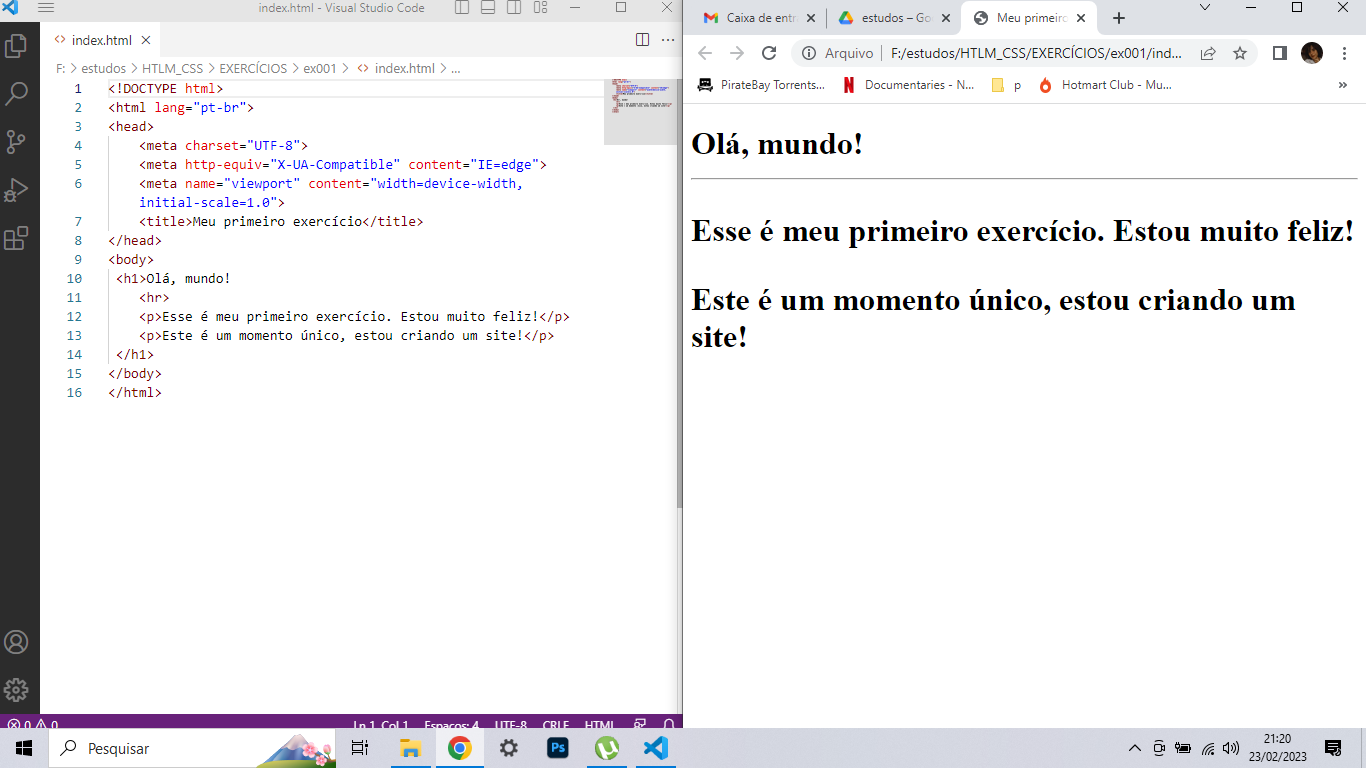 index.html - Visual Studio Code
index.html
F: > estudos > HTLM_CSS > EXERCÍCIOS > ex001 > <> index.html > ...
1 <!DOCTYPE html>
2 <html lang="pt-br">
3 <head>
4 <meta charset="UTF-8">
5 <meta http-equiv="X-UA-Compatible" content="IE=edge">
6 <meta name="viewport" content="width=device-width,
initial-scale=1.0">
7 <title>Meu primeiro exercício</title>
8 </head>
9 <body>
10 <h1>Olá, mundo!
11 <hr>
12 <p>Esse é meu primeiro exercício. Estou muito feliz!</p>
13 <p>Este é um momento único, estou criando um site!</p>
14 </h1>
15 </body>
16 </html>
0 0 Ln 1, Col 1 Espaços: 4 UTF-8 CRLF HTML
Caixa de entr estudos – Go Meu primeiro
Arquivo | F:/estudos/HTLM_CSS/EXERCÍCIOS/ex001/ind...
PirateBay Torrents... Documentaries - N... p Hotmart Club - Mu... »
Olá, mundo!
Esse é meu primeiro exercício. Estou muito feliz!
Este é um momento único, estou criando um
site!
Pesquisar
Ps
21:20
23/02/2023